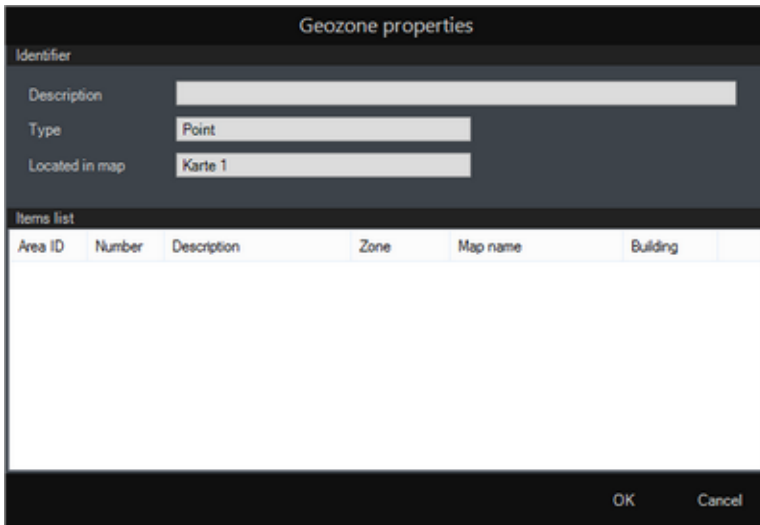 Geozone properties
Identifier
Description
Type Point
Located in map Karte 1
Items list
Area ID Number Description Zone Map name Building
OK Cancel